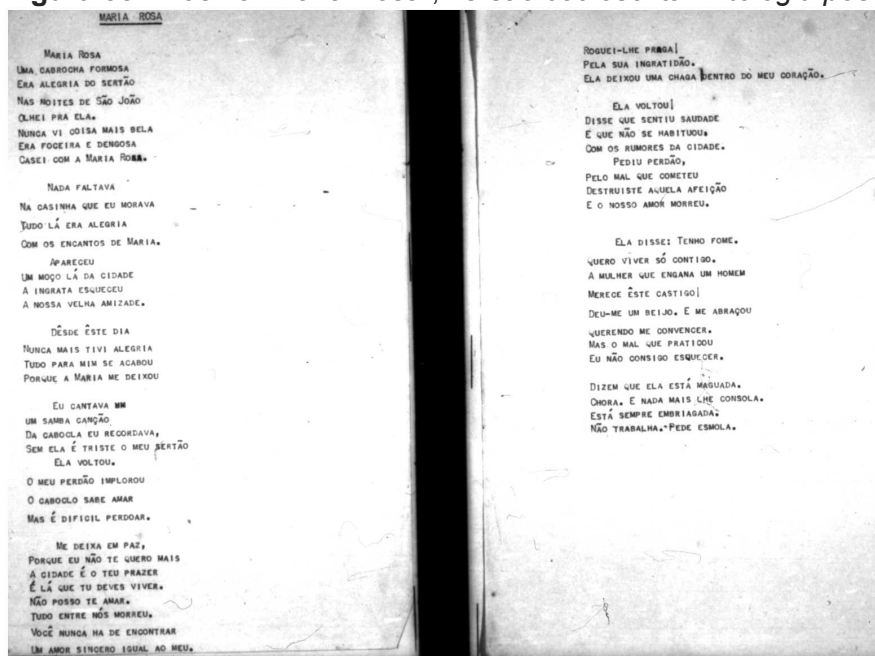 MARIA ROSA
MARIA ROSA
UMA CABROCHA FORMOSA
ERA ALEGRIA DO SERTÃO
NAS NOITES DE SÃO JOÃO
OLHEI PRA ELA.
NUNCA VI COISA MAIS BELA
ERA FOCEIRA E DENGOSA
CASEI COM A MARIA ROSA.
NADA FALTAVA
NA CASINHA QUE EU MORAVA
TUDO LÁ ERA ALEGRIA
COM OS ENCANTOS DE MARIA.
APARECEU
UM MOÇO LÁ DA CIDADE
A INGRATA ESQUECEU
A NOSSA VELHA AMIZADE.
DÊSDE ÊSTE DIA
NUNCA MAIS TIVI ALEGRIA
TUDO PARA MIM SE ACABOU
PORQUE A MARIA ME DEIXOU
EU CANTAVA
UM SAMBA CANÇÃO
DA CABOCLA EU RECORDAVA,
SEM ELA É TRISTE O MEU SERTÃO
ELA VOLTOU.
O MEU PERDÃO IMPLOROU
O CABOCLO SABE AMAR
MAS É DIFICIL PERDOAR.
ME DEIXA EM PAZ,
PORQUE EU NÃO TE QUERO MAIS
A CIDADE É O TEU PRAZER
É LÁ QUE TU DEVES VIVER.
NÃO POSSO TE AMAR.
TUDO ENTRE NÓS MORREU.
VOCÊ NUNCA HA DE ENCONTRAR
UM AMOR SINCERO IGUAL AO MEU.
ROGUEI-LHE PRAGA|
PELA SUA INGRATIDÃO.
ELA DEIXOU UMA CHAGA DENTRO DO MEU CORAÇÃO.
ELA VOLTOU|
DISSE QUE SENTIU SAUDADE
E QUE NÃO SE HABITUOU.
COM OS RUMORES DA CIDADE.
PEDIU PERDÃO,
PELO MAL QUE COMETEU
DESTRUISTE AQUELA AFEIÇÃO
E O NOSSO AMOR MORREU.
ELA DISSE: TENHO FOME.
QUERO VIVER SÓ CONTIGO.
A MULHER QUE ENGANA UM HOMEM
MERECE ÊSTE CASTIGO|
DEU-ME UM BEIJO. E ME ABRAÇOU
QUERENDO ME CONVENCER.
MAS O MAL QUE PRATICOU
EU NÃO CONSIGO ESQUECER.
DIZEM QUE ELA ESTÁ MAGUADA.
CHORA. E NADA MAIS LHE CONSOLA.
ESTÁ SEMPRE EMBRIAGADA.
NÃO TRABALHA. PEDE ESMOLA.